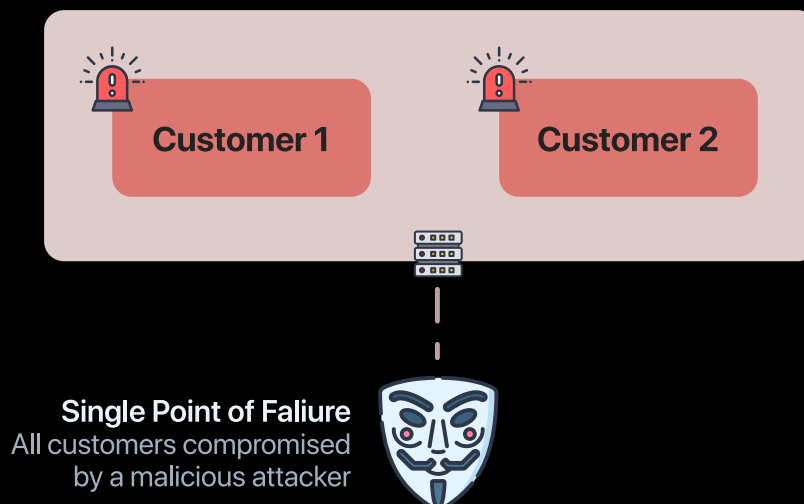 Customer 1
Customer 2
Single Point of Faliure
All customers compromised
by a malicious attacker